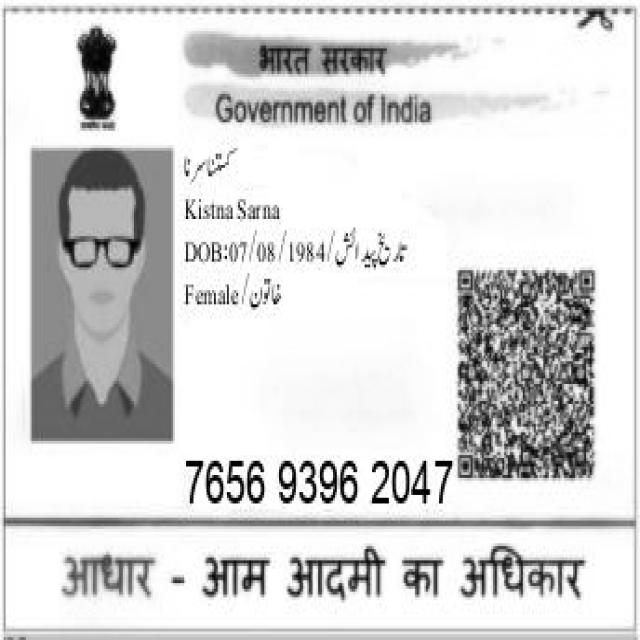 भारत सरकार
Government of India
کستنا سرنا
Kistna Sarna
DOB:07/08/1984/تاریخ پیدائش
Female/خاتون
7656 9396 2047
आधार - आम आदमी का अधिकार